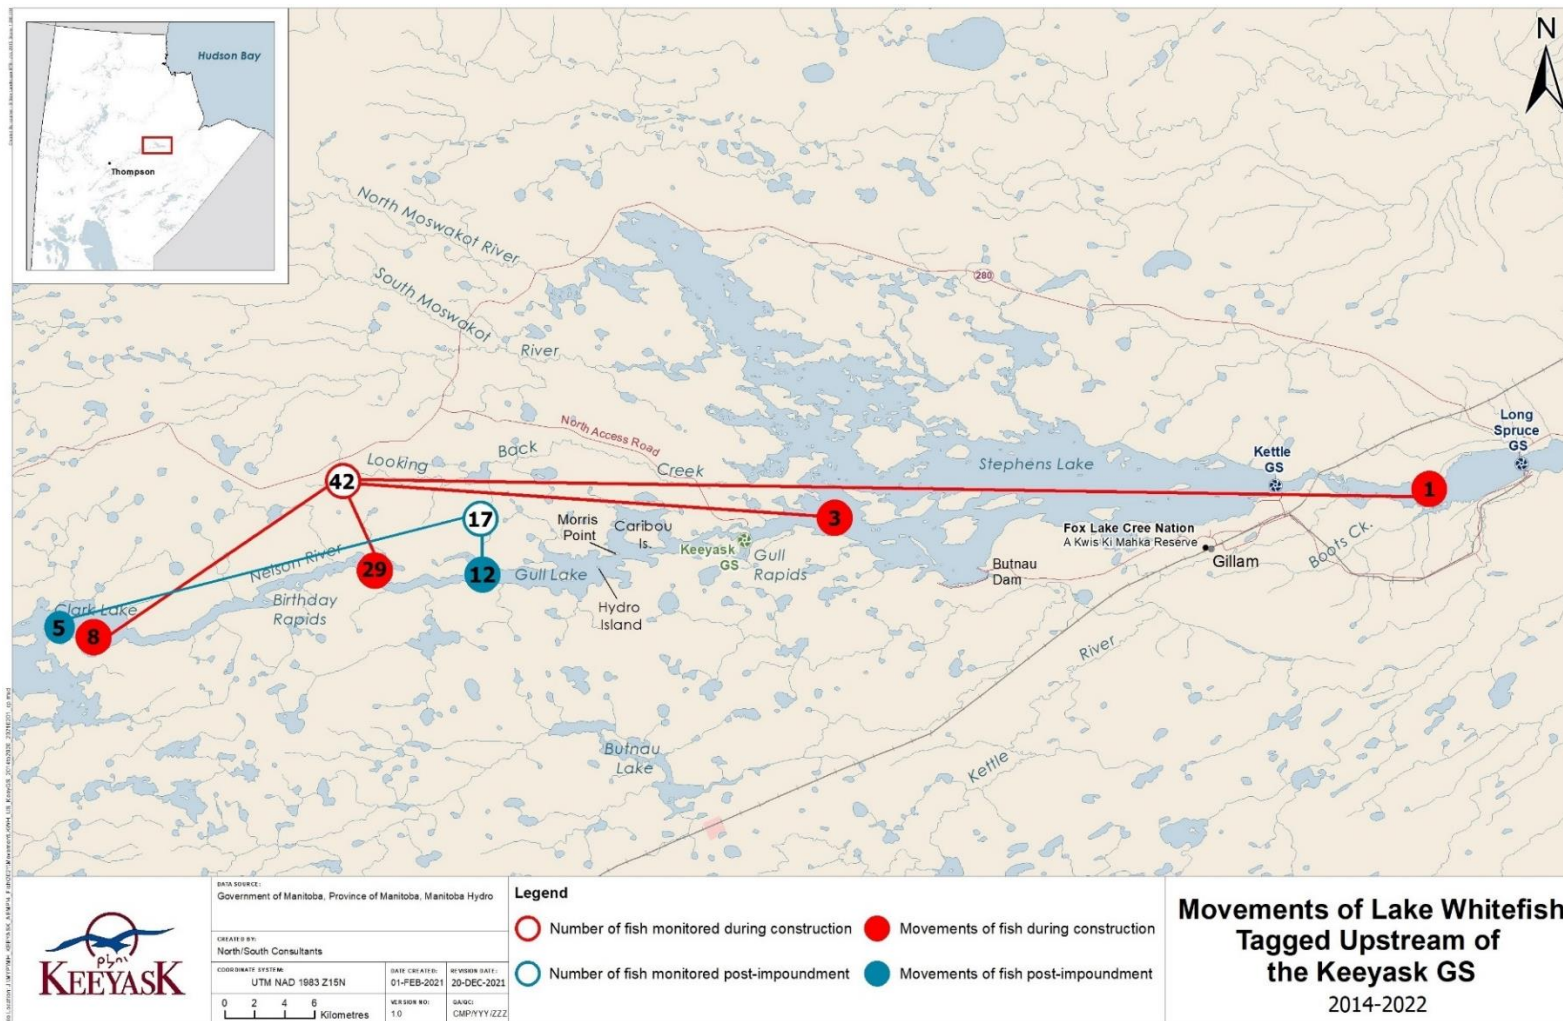 Hudson Bay
Thompson
N
North Moswakot River
South Moswakot
River
280
North Access Road
Looking
Back
Creek
Long
Spruce
GS
Kettle
GS
Stephens Lake
42
1
17
3
Morris
Point
Caribou
Is.
Keeyask
GS
Gull
Rapids
Fox Lake Cree Nation
A Kwis Ki Mahka Reserve
Gillam
Boots Ck.
Butnau
Dam
Nelson River
29
12
Gull Lake
Birthday
Rapids
Hydro
Island
Clark Lake
5
8
River
Kettle
Butnau
Lake
KEEYASK
DATA SOURCE:
Government of Manitoba, Province of Manitoba, Manitoba Hydro
CREATED BY:
North/South Consultants
COORDINATE SYSTEM:
UTM NAD 1983 Z15N
DATE CREATED:
01-FEB-2021
REVISION DATE:
20-DEC-2021
0 2 4 6
Kilometres
VERSION NO:
1.0
QA/QC:
CMP/YYY/ZZZ
Legend
Number of fish monitored during construction
Movements of fish during construction
Number of fish monitored post-impoundment
Movements of fish post-impoundment
Movements of Lake Whitefish
Tagged Upstream of
the Keeyask GS
2014-2022